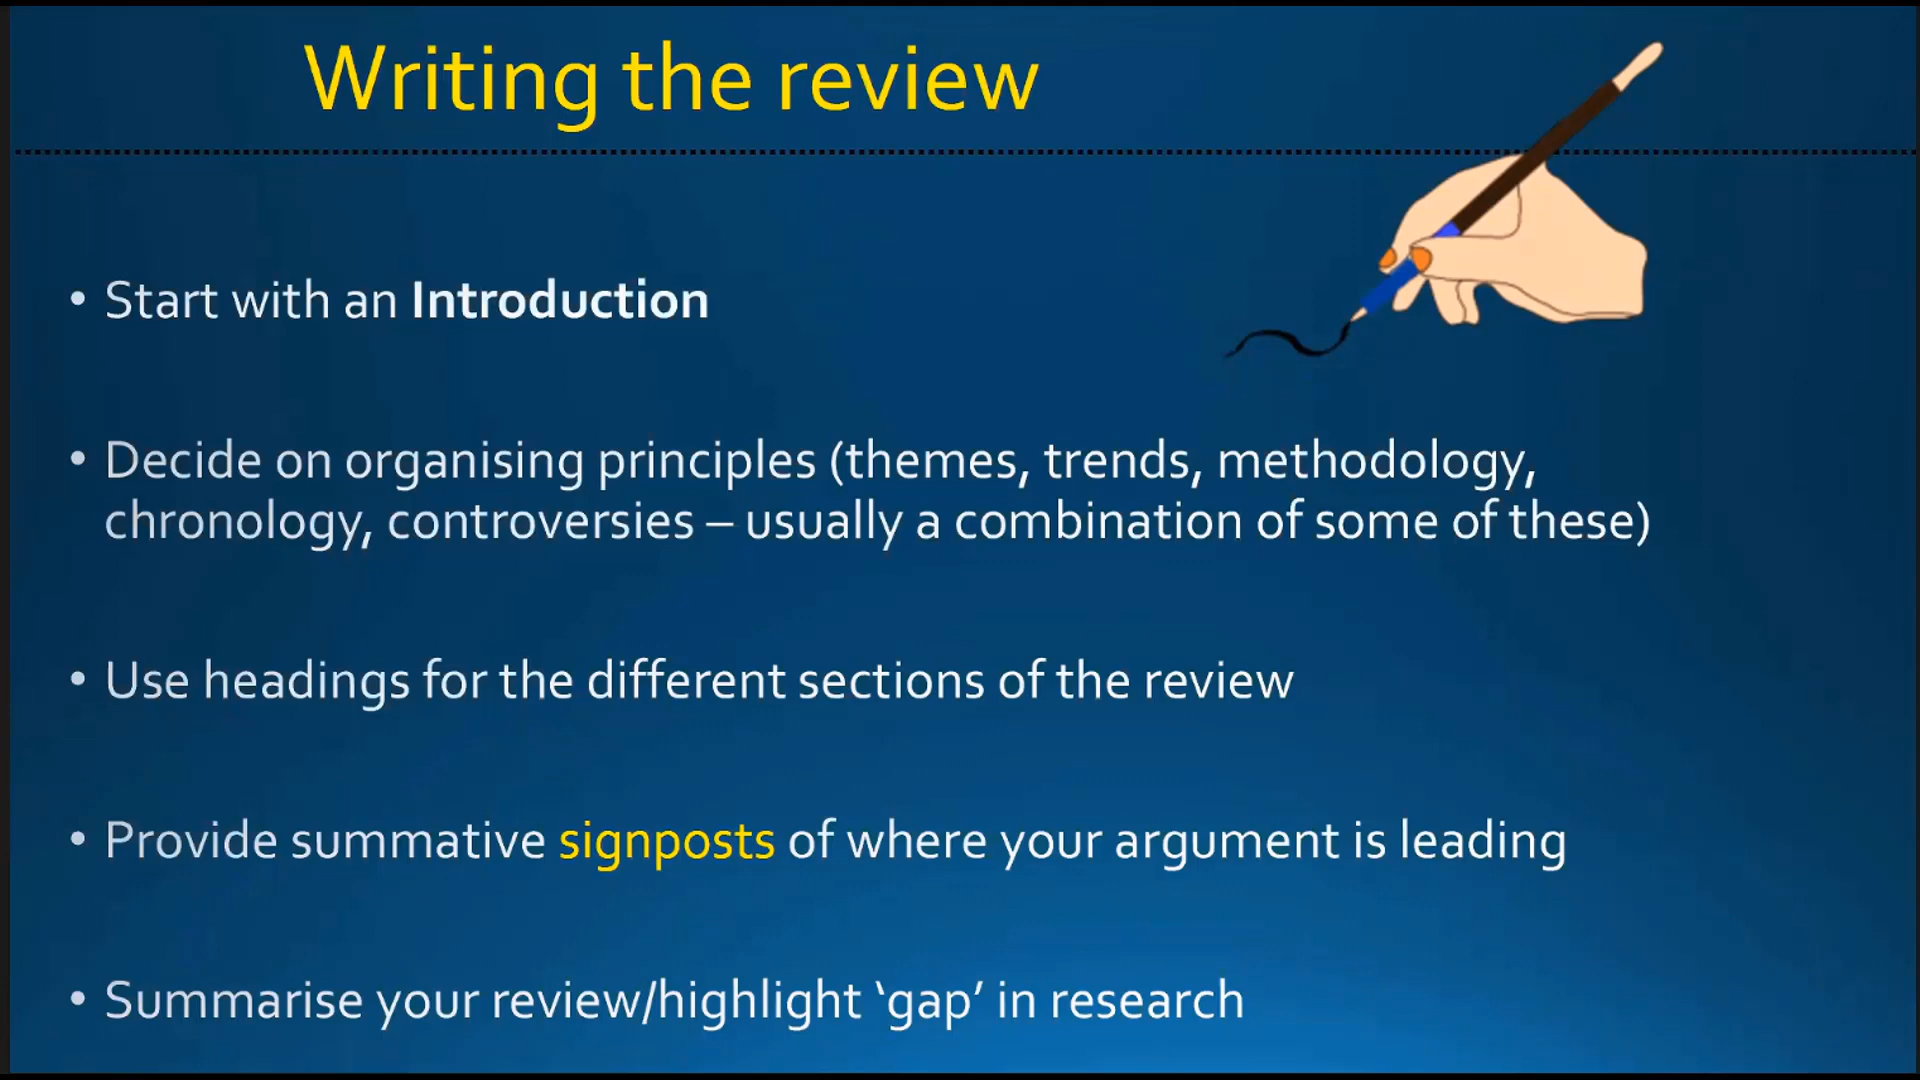 Writing the review
• Start with an Introduction
• Decide on organising principles (themes, trends, methodology,
chronology, controversies – usually a combination of some of these)
• Use headings for the different sections of the review
• Provide summative signposts of where your argument is leading
• Summarise your review/highlight ‘gap’ in research